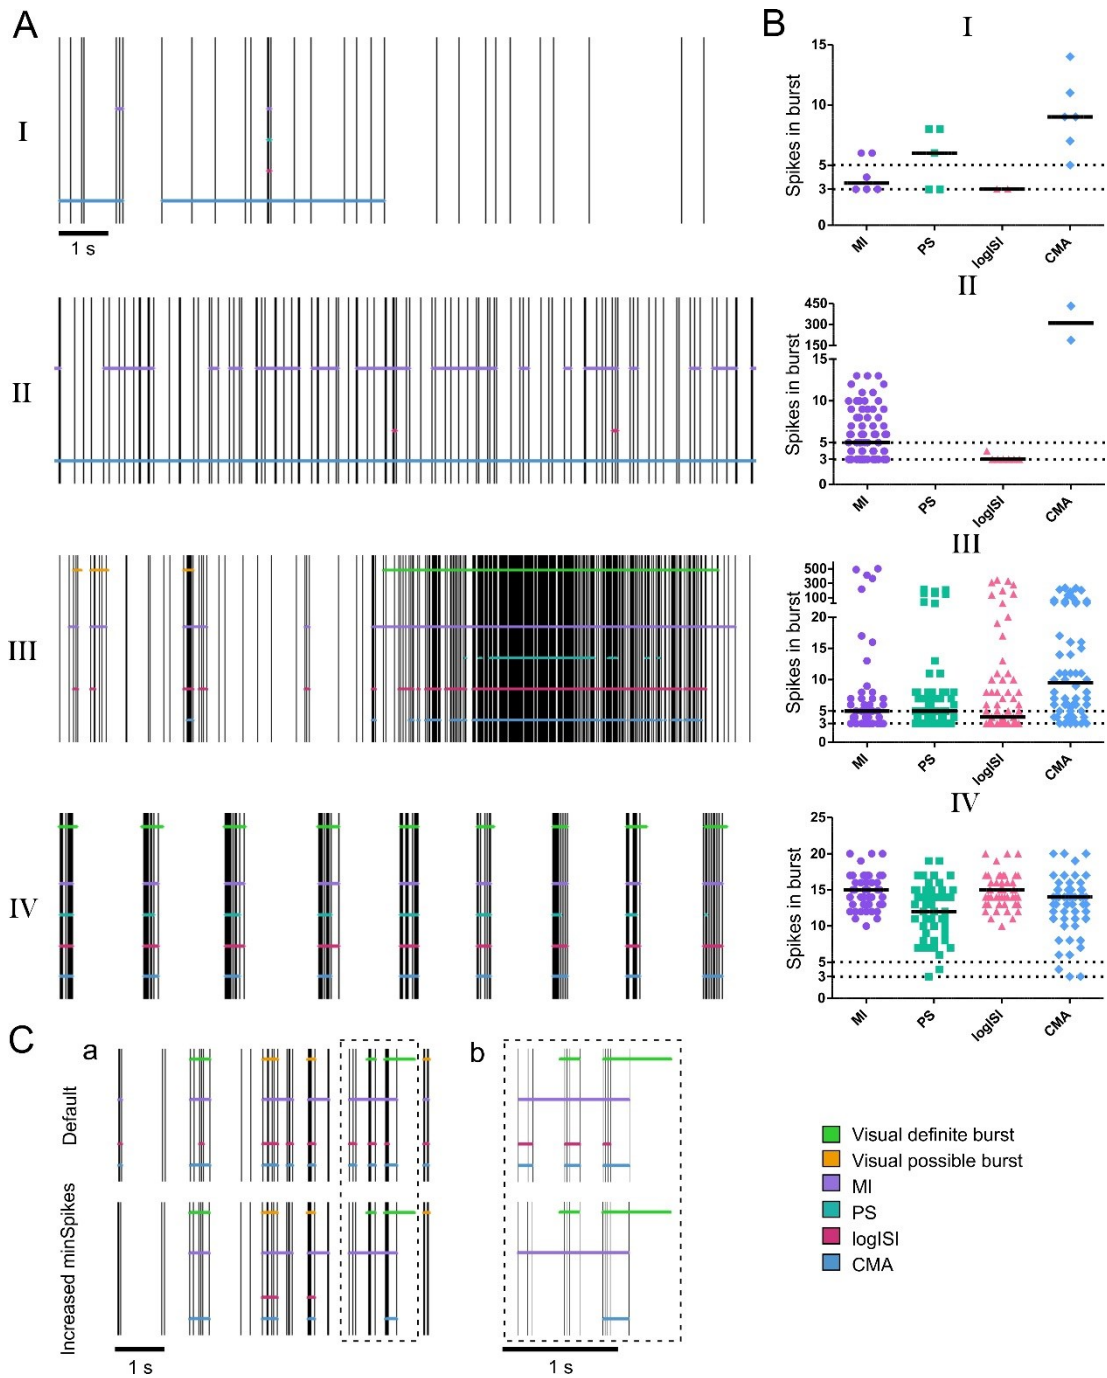 A
I
1 s
II
III
IV
B
I
Spikes in burst
15
10
5
3
0
MI
PS
logISI
CMA
II
Spikes in burst
450
300
150
15
10
5
3
0
MI
PS
logISI
CMA
III
Spikes in burst
500
300
100
20
15
10
5
3
0
MI
PS
logISI
CMA
IV
Spikes in burst
25
20
15
10
5
3
0
MI
PS
logISI
CMA
C
a
b
Default
Increased minSpikes
1 s
1 s
Visual definite burst
Visual possible burst
MI
PS
logISI
CMA